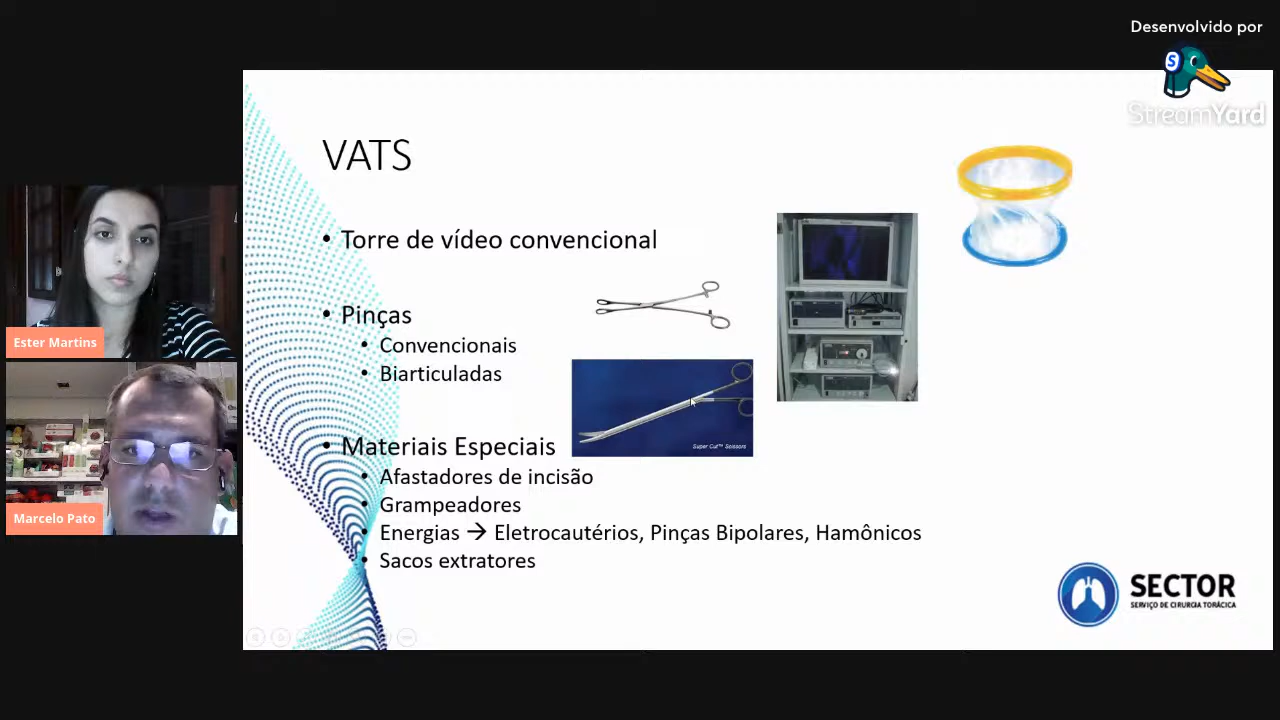 Desenvolvido por
StreamYard
VATS
• Torre de vídeo convencional
• Pinças
• Convencionais
• Biarticuladas
Super Cut™ Scissors
• Materiais Especiais
• Afastadores de incisão
• Grampeadores
• Energias → Eletrocautérios, Pinças Bipolares, Hamônicos
• Sacos extratores
SECTOR
SERVIÇO DE CIRURGIA TORÁCICA
Ester Martins
Marcelo Pato